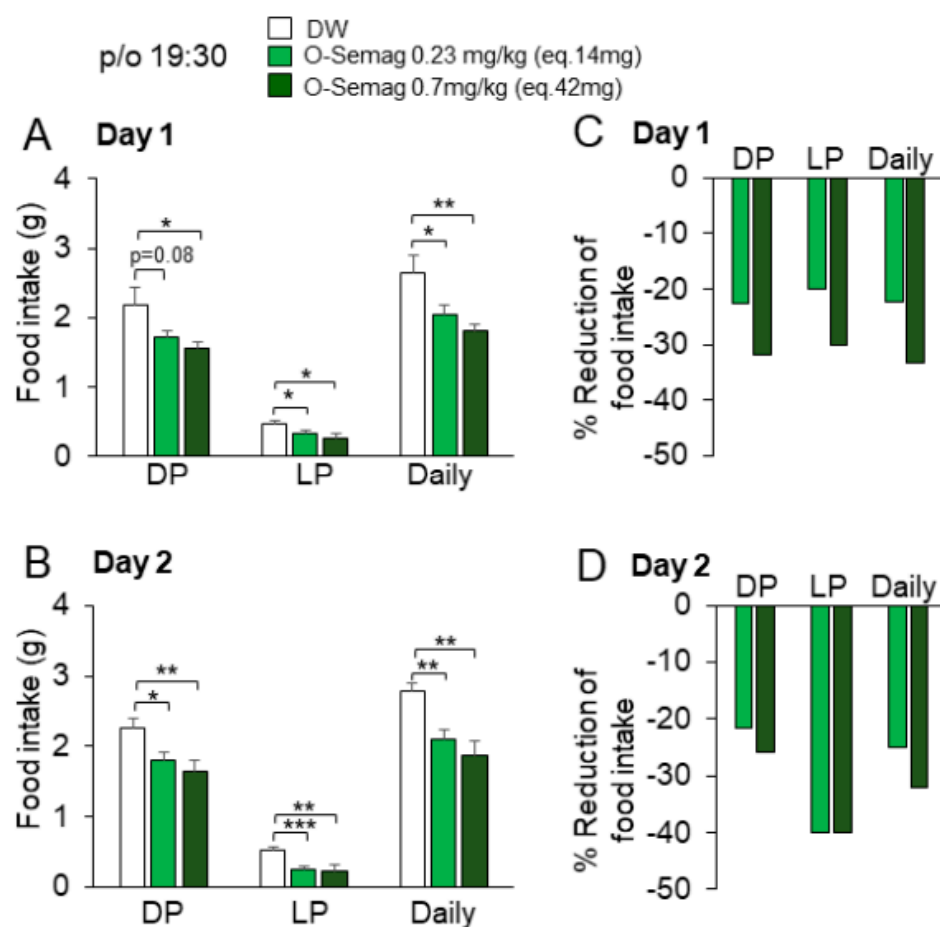 p/o 19:30
DW
O-Semag 0.23 mg/kg (eq.14mg)
O-Semag 0.7mg/kg (eq.42mg)
A Day 1
Food intake (g)
4
3
2
1
0
*
p=0.08
*
*
**
*
DP LP Daily
C Day 1
DP LP Daily
% Reduction of
food intake
0
-10
-20
-30
-40
-50
B Day 2
Food intake (g)
4
3
2
1
0
**
*
**
***
**
**
DP LP Daily
D Day 2
DP LP Daily
% Reduction of
food intake
0
-10
-20
-30
-40
-50